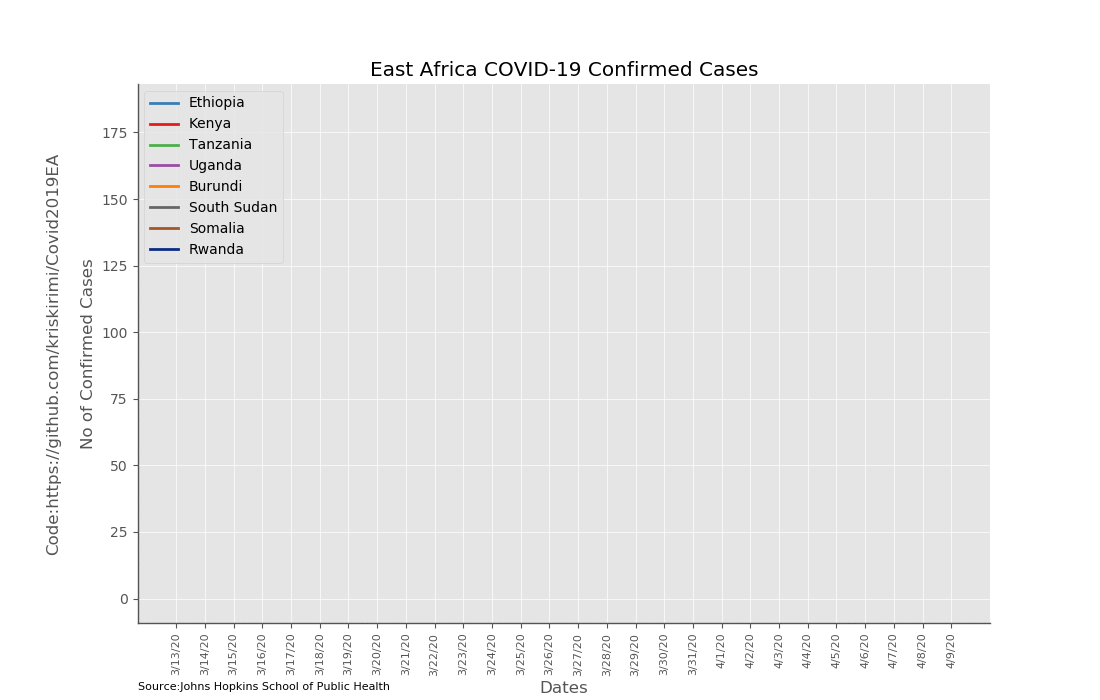 East Africa COVID-19 Confirmed Cases
Ethiopia
Kenya
Tanzania
Uganda
Burundi
South Sudan
Somalia
Rwanda
Code:https://github.com/kriskirimi/Covid2019EA
No of Confirmed Cases
175
150
125
100
75
50
25
0
3/13/20
3/14/20
3/15/20
3/16/20
3/17/20
3/18/20
3/19/20
3/20/20
3/21/20
3/22/20
3/23/20
3/24/20
3/25/20
3/26/20
3/27/20
3/28/20
3/29/20
3/30/20
3/31/20
4/1/20
4/2/20
4/3/20
4/4/20
4/5/20
4/6/20
4/7/20
4/8/20
4/9/20
Source:Johns Hopkins School of Public Health
Dates